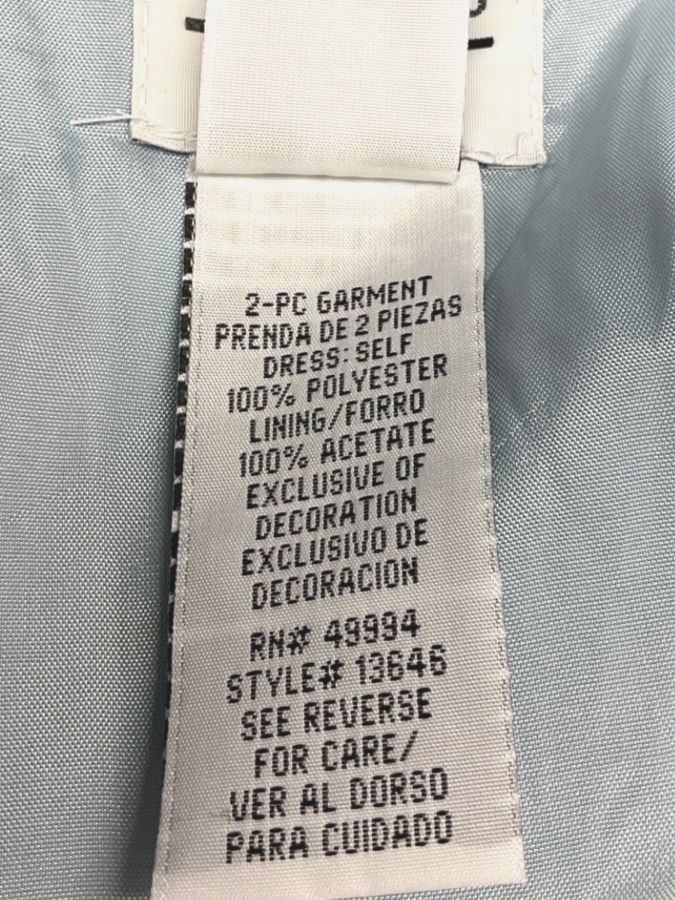 2-PC GARMENT
PRENDA DE 2 PIEZAS
DRESS: SELF
100% POLYESTER
LINING/FORRO
100% ACETATE
EXCLUSIVE OF
DECORATION
EXCLUSIVO DE
DECORACION
RN# 49994
STYLE# 13646
SEE REVERSE
FOR CARE/
VER AL DORSO
PARA CUIDADO